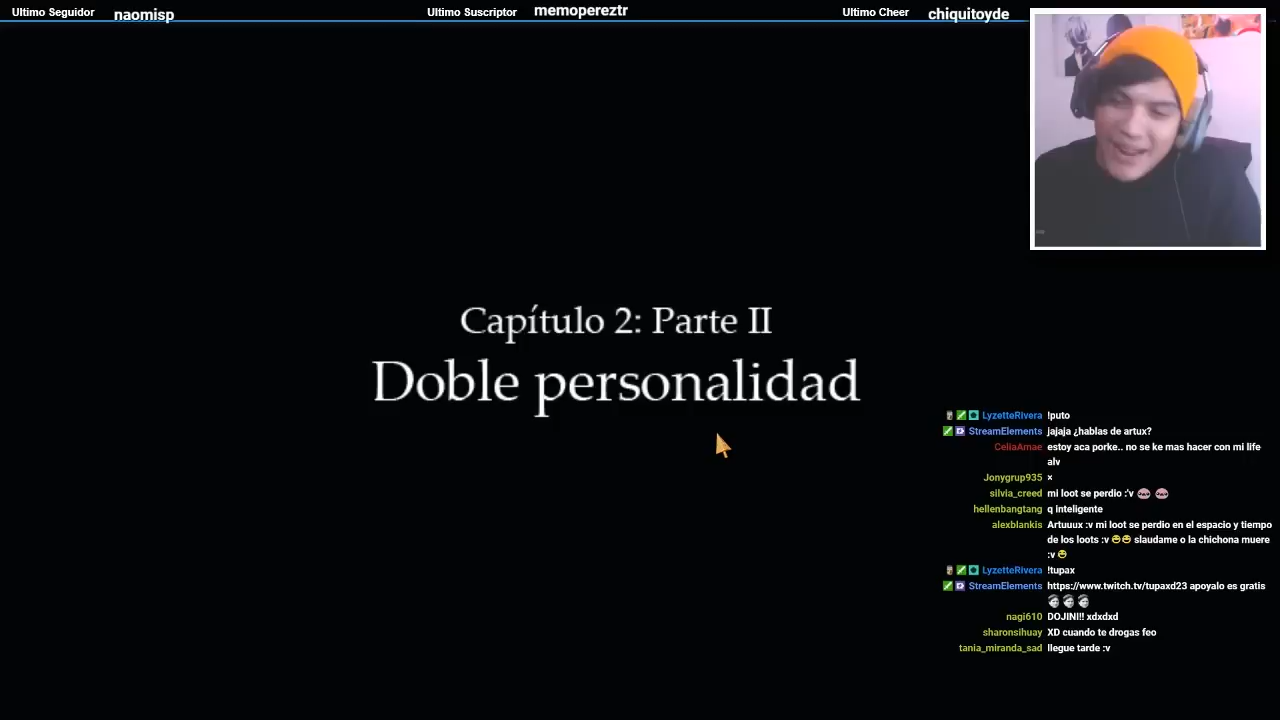 Ultimo Seguidor naomisp Ultimo Suscriptor memopereztr Ultimo Cheer chiquitoyde
Capítulo 2: Parte II
Doble personalidad
LyzetteRivera !puto
StreamElements jajaja ¿hablas de artux?
CeliaAmae estoy aca porke.. no se ke mas hacer con mi life
alv
Jonygrup935 x
silvia_creed mi loot se perdio :'v
hellenbangtang q inteligente
alexblankis Artuuux :v mi loot se perdio en el espacio y tiempo
de los loots :v 😂😂 slaudame o la chichona muere
:v 😂
LyzetteRivera !tupax
StreamElements https://www.twitch.tv/tupaxd23 apoyalo es gratis
nagi610 DOJINI!! xdxdxd
sharonsihuay XD cuando te drogas feo
tania_miranda_sad llegue tarde :v